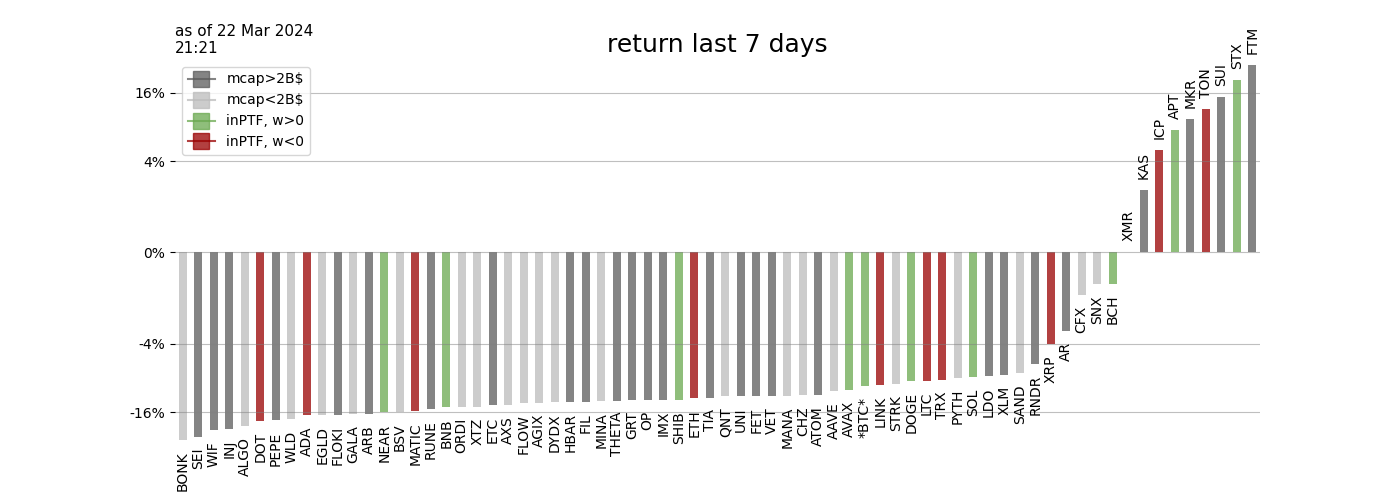 as of 22 Mar 2024
21:21
return last 7 days
mcap>2B$
mcap<2B$
inPTF, w>0
inPTF, w<0
16%
4%
0%
-4%
-16%
BONK
SEI
WIF
INJ
ALGO
DOT
PEPE
WLD
ADA
EGLD
FLOKI
GALA
ARB
NEAR
BSV
MATIC
RUNE
BNB
ORDI
XTZ
ETC
AXS
FLOW
AGIX
DYDX
HBAR
FIL
MINA
THETA
GRT
OP
IMX
SHIB
ETH
TIA
QNT
UNI
FET
VET
MANA
CHZ
ATOM
AAVE
AVAX
*BTC*
LINK
STRK
DOGE
LTC
TRX
PYTH
SOL
LDO
XLM
SAND
RNDR
XRP
AR
CFX
SNX
BCH
XMR
KAS
ICP
APT
MKR
TON
SUI
STX
FTM